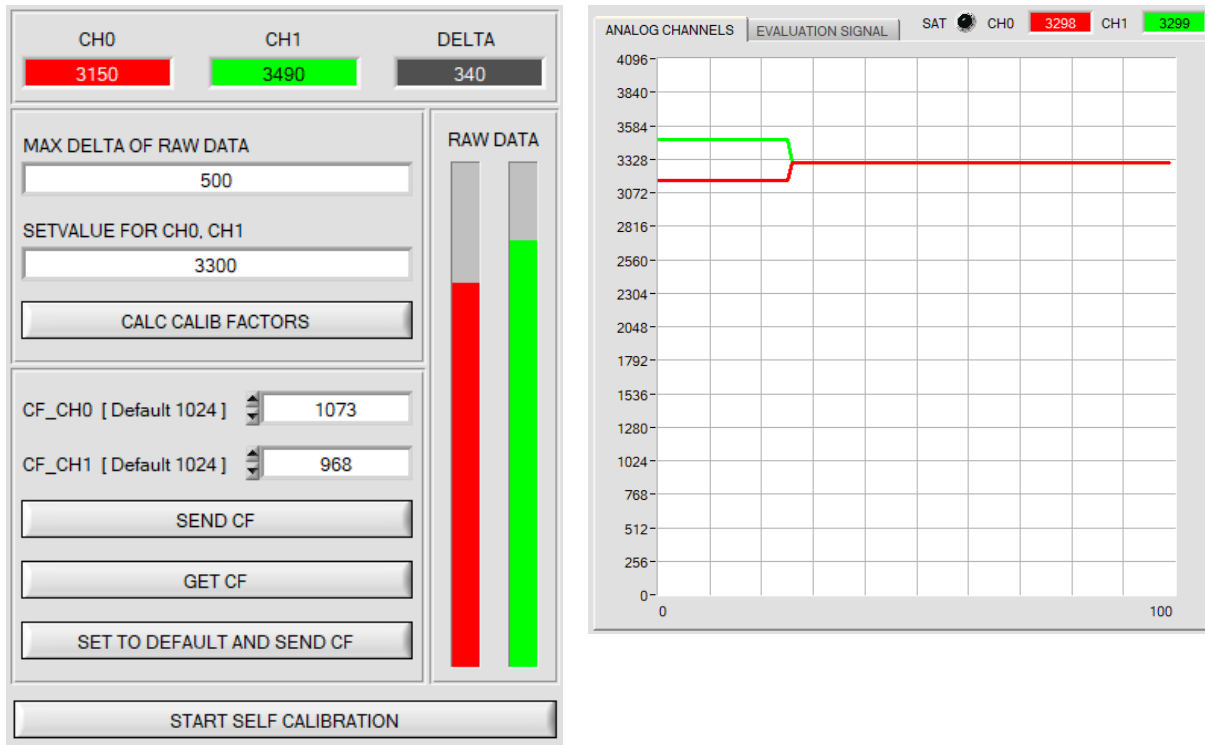 CH0 CH1 DELTA
3150 3490 340
MAX DELTA OF RAW DATA
500
SETVALUE FOR CH0, CH1
3300
CALC CALIB FACTORS
RAW DATA
CF_CH0 [ Default 1024 ] 1073
CF_CH1 [ Default 1024 ] 968
SEND CF
GET CF
SET TO DEFAULT AND SEND CF
START SELF CALIBRATION
ANALOG CHANNELS EVALUATION SIGNAL SAT CH0 3298 CH1 3299
4096
3840
3584
3328
3072
2816
2560
2304
2048
1792
1536
1280
1024
768
512
256
0
0 100